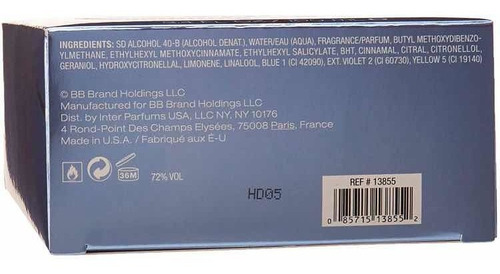 INGREDIENTS: SD ALCOHOL 40-B (ALCOHOL DENAT.), WATER/EAU (AQUA), FRAGRANCE/PARFUM, BUTYL METHOXYDIBENZO-
ETHYLHEXYL METHOXYCINNAMATE, ETHYLHEXYL SALICYLATE, BHT, CINNAMAL, CITRAL, CITRONELLOL,
GERANIOL, HYDROXYCITRONELLAL, LIMONENE, LINALOOL, BLUE 1 (CI 42090), EXT. VIOLET 2 (CI 60730), YELLOW 5 (CI 19140)
© BB Brand Holdings LLC
Manufactured for BB Brand Holdings LLC
Dist. by Inter Parfums USA, LLC NY, NY 10176
4 Rond-Point Des Champs Elysées, 75008 Paris, France
Made in U.S.A. / Fabriqué aux É-U
36M
72% VOL
HD05
REF # 13855
0 85715 13855 2